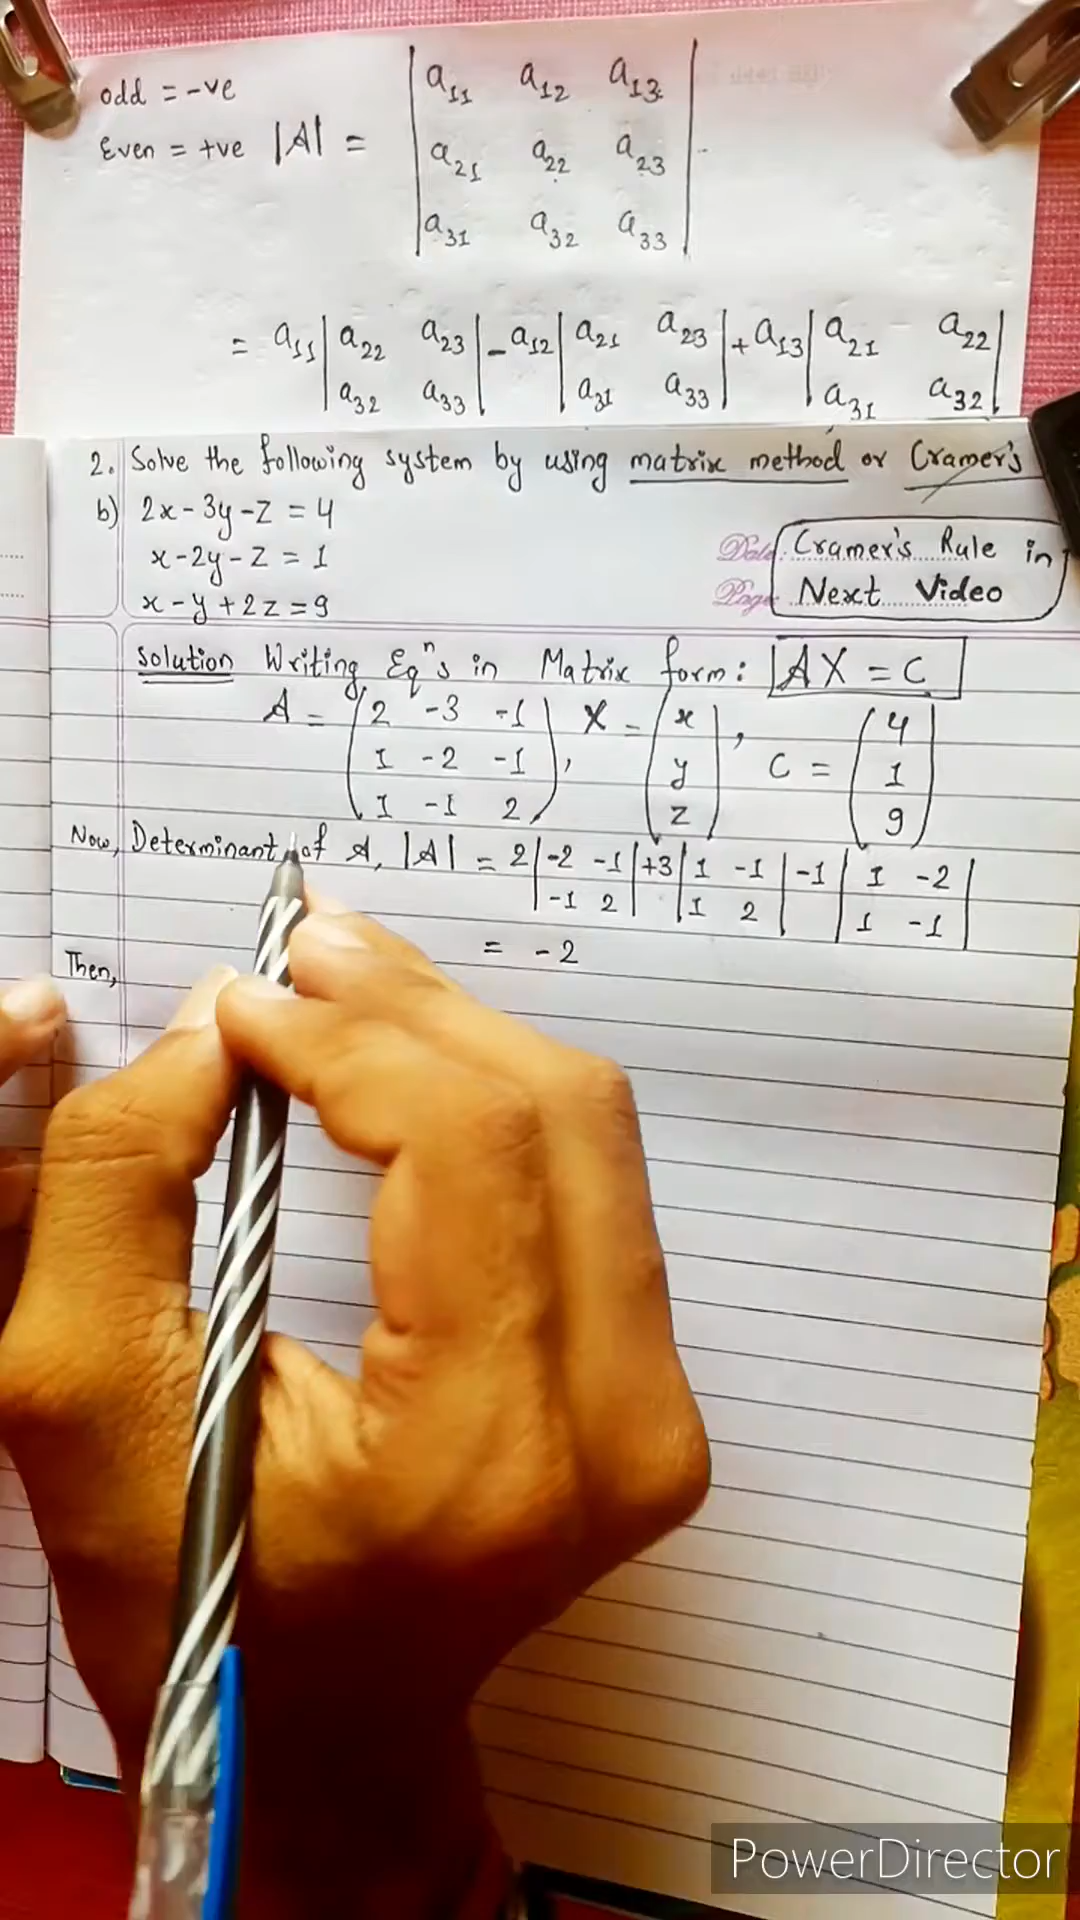 odd = -ve
Even = +ve |A| = | a11 a12 a13 |
| a21 a22 a23 |
| a31 a32 a33 |
= a11 | a22 a23 | - a12 | a21 a23 | + a13 | a21 a22 |
| a32 a33 | | a31 a33 | | a31 a32 |
2. Solve the following system by using matrix method or Cramer's
b) 2x - 3y - z = 4
x - 2y - z = 1
x - y + 2z = 9
Date: Cramer's Rule in
Page: Next Video
Solution Writing Eqⁿ's in Matrix form: AX = C
A = ( 2 -3 -1 ) X = ( x ) , ( 4 )
( 1 -2 -1 ) , ( y ) C = ( 1 )
( 1 -1 2 ) ( z ) ( 9 )
Now, Determinant of A, |A| = 2 | -2 -1 | +3 | 1 -1 | -1 | 1 -2 |
| -1 2 | | 1 2 | | 1 -1 |
= -2
Then,
PowerDirector